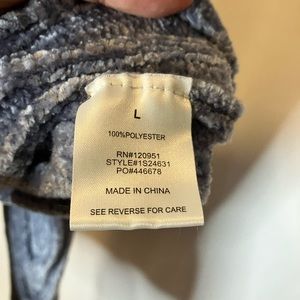 L
100%POLYESTER
RN#120951
STYLE#1S24631
PO#446678
MADE IN CHINA
SEE REVERSE FOR CARE